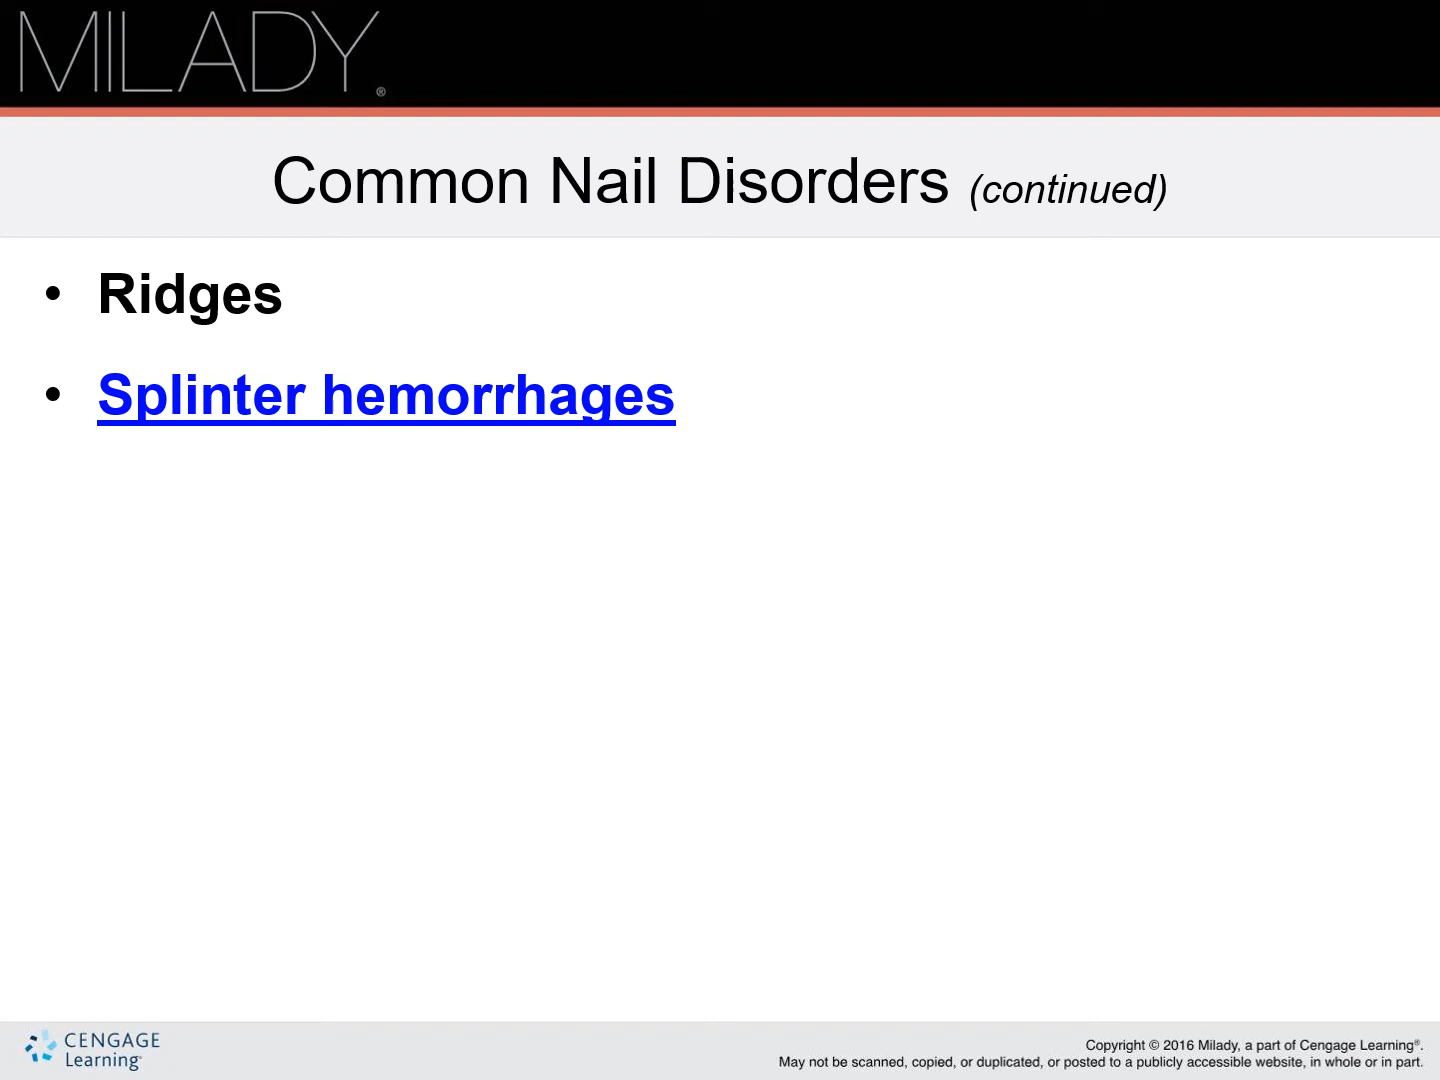 MILADY®
Common Nail Disorders (continued)
• Ridges
• Splinter hemorrhages
CENGAGE
Learning™
Copyright © 2016 Milady, a part of Cengage Learning®.
May not be scanned, copied, or duplicated, or posted to a publicly accessible website, in whole or in part.